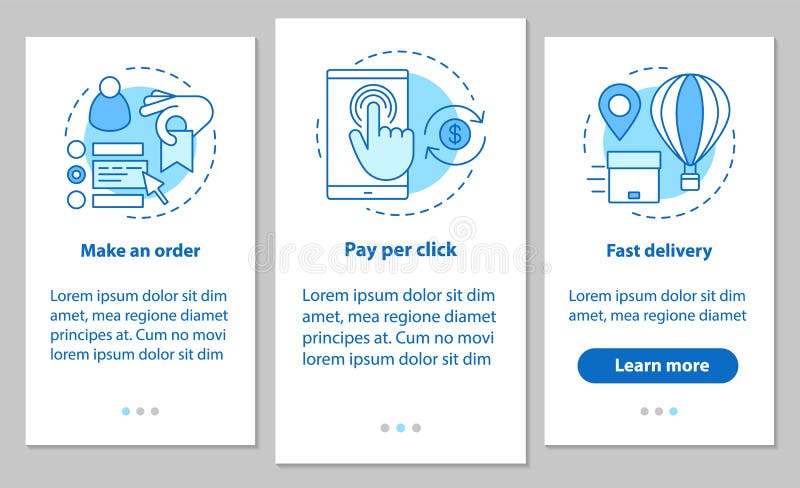 Make an order
Lorem ipsum dolor sit dim
amet, mea regione diamet
principes at. Cum no movi
lorem ipsum dolor sit dim
$
Pay per click
Lorem ipsum dolor sit dim
amet, mea regione diamet
principes at. Cum no movi
lorem ipsum dolor sit dim
Fast delivery
Lorem ipsum dolor sit dim
amet, mea regione diamet
Learn more
dreamstime